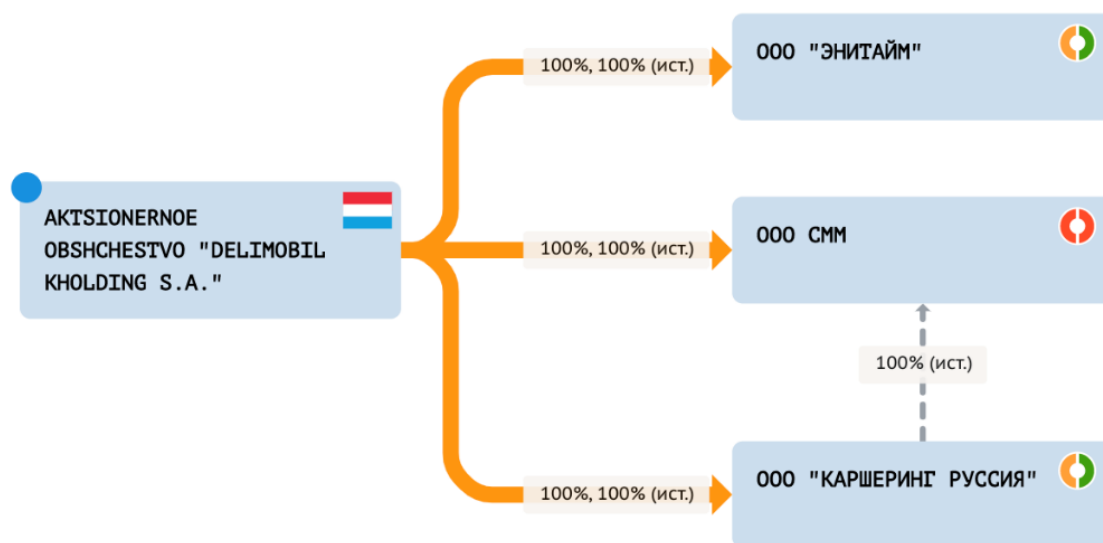 100%, 100% (ист.)
ООО "ЭНИТАЙМ"
AKTSIONERNOE
OBSHCHESTVO "DELIMOBIL
KHOLDING S.A."
100%, 100% (ист.)
ООО СММ
100% (ист.)
100%, 100% (ист.)
ООО "КАРШЕРИНГ РУССИЯ"